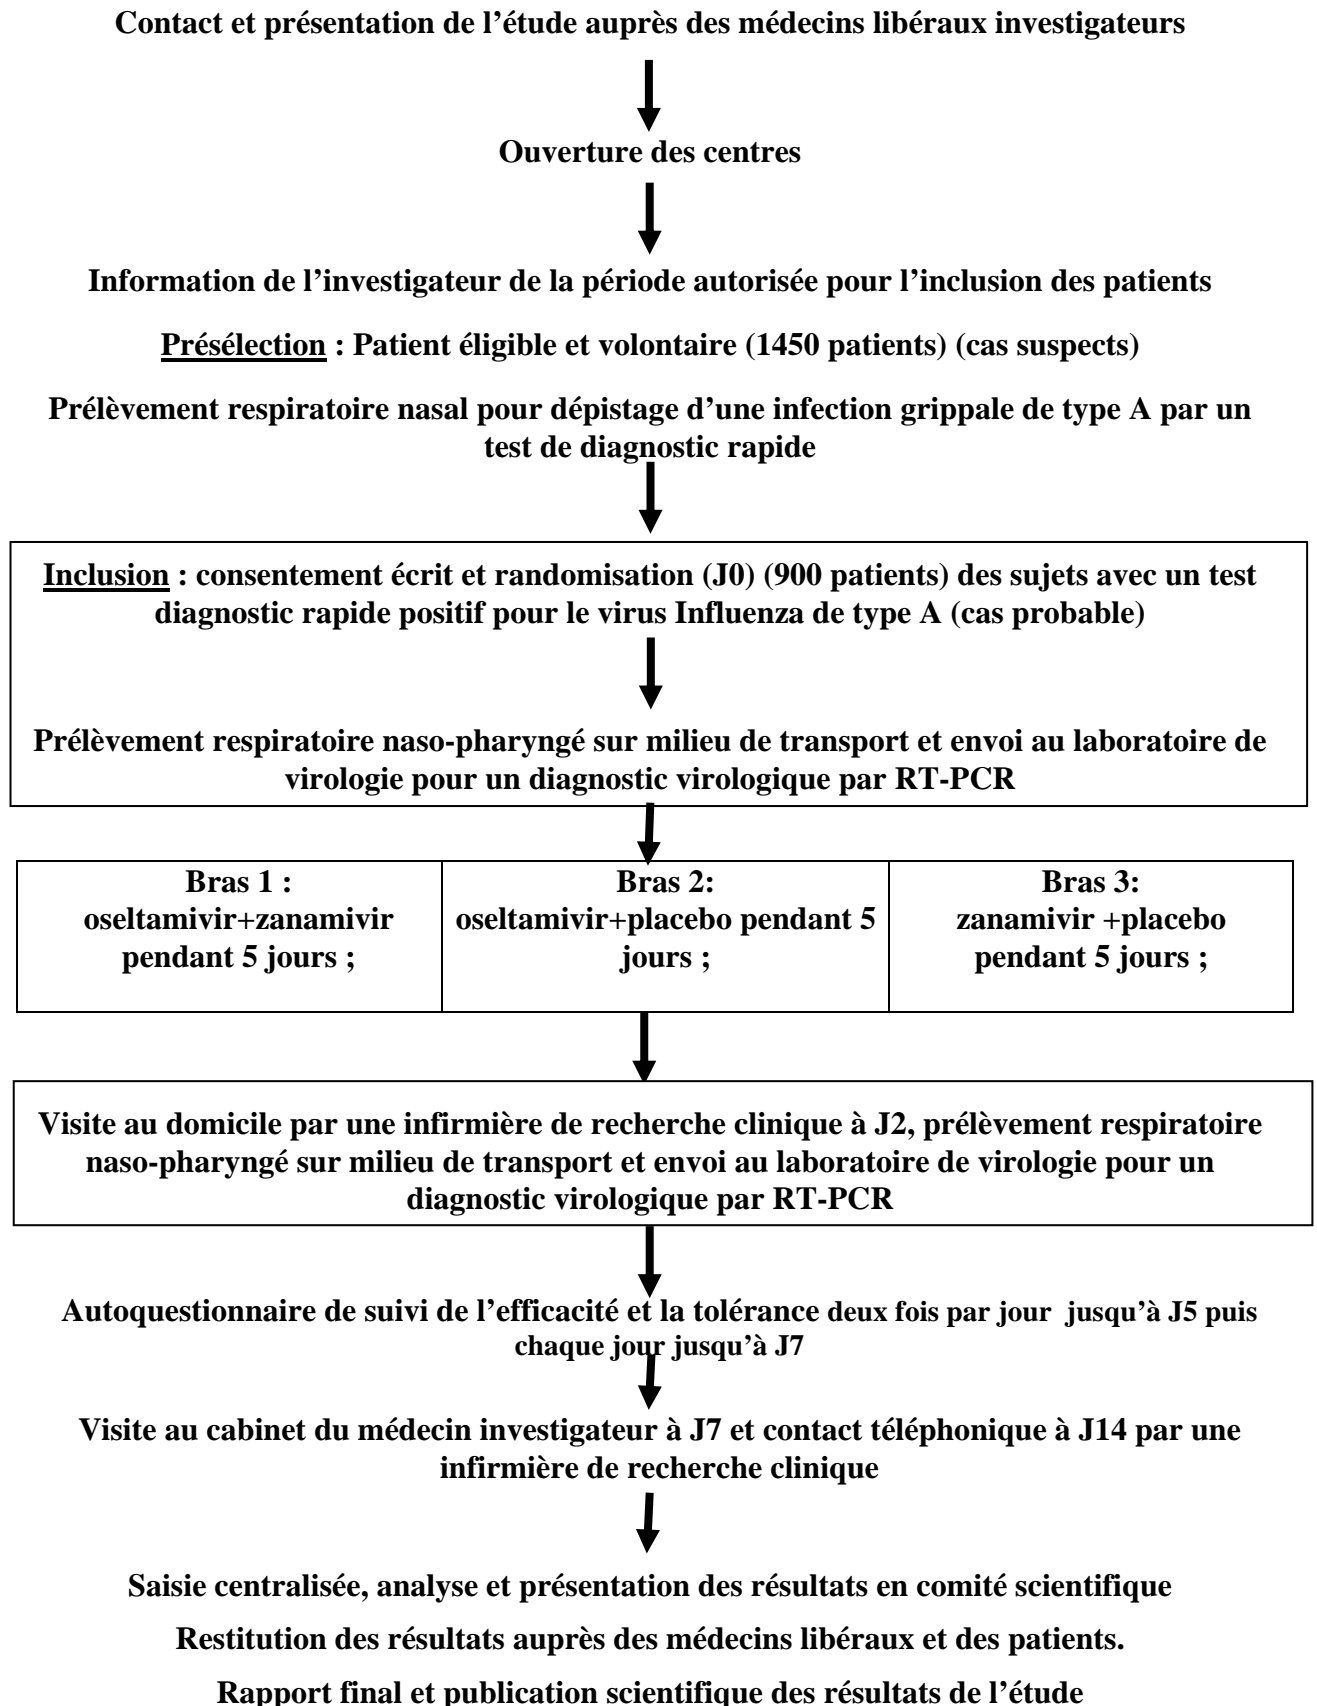 Contact et présentation de l’étude auprès des médecins libéraux investigateurs
Ouverture des centres
Information de l’investigateur de la période autorisée pour l’inclusion des patients
Présélection : Patient éligible et volontaire (1450 patients) (cas suspects)
Prélèvement respiratoire nasal pour dépistage d’une infection grippale de type A par un
test de diagnostic rapide
Inclusion : consentement écrit et randomisation (J0) (900 patients) des sujets avec un test
diagnostic rapide positif pour le virus Influenza de type A (cas probable)
Prélèvement respiratoire naso-pharyngé sur milieu de transport et envoi au laboratoire de
virologie pour un diagnostic virologique par RT-PCR
Bras 1 :
oseltamivir+zanamivir
pendant 5 jours ;
Bras 2:
oseltamivir+placebo pendant 5
jours ;
Bras 3:
zanamivir +placebo
pendant 5 jours ;
Visite au domicile par une infirmière de recherche clinique à J2, prélèvement respiratoire
naso-pharyngé sur milieu de transport et envoi au laboratoire de virologie pour un
diagnostic virologique par RT-PCR
Autoquestionnaire de suivi de l’efficacité et la tolérance deux fois par jour jusqu’à J5 puis
chaque jour jusqu’à J7
Visite au cabinet du médecin investigateur à J7 et contact téléphonique à J14 par une
infirmière de recherche clinique
Saisie centralisée, analyse et présentation des résultats en comité scientifique
Restitution des résultats auprès des médecins libéraux et des patients.
Rapport final et publication scientifique des résultats de l’étude